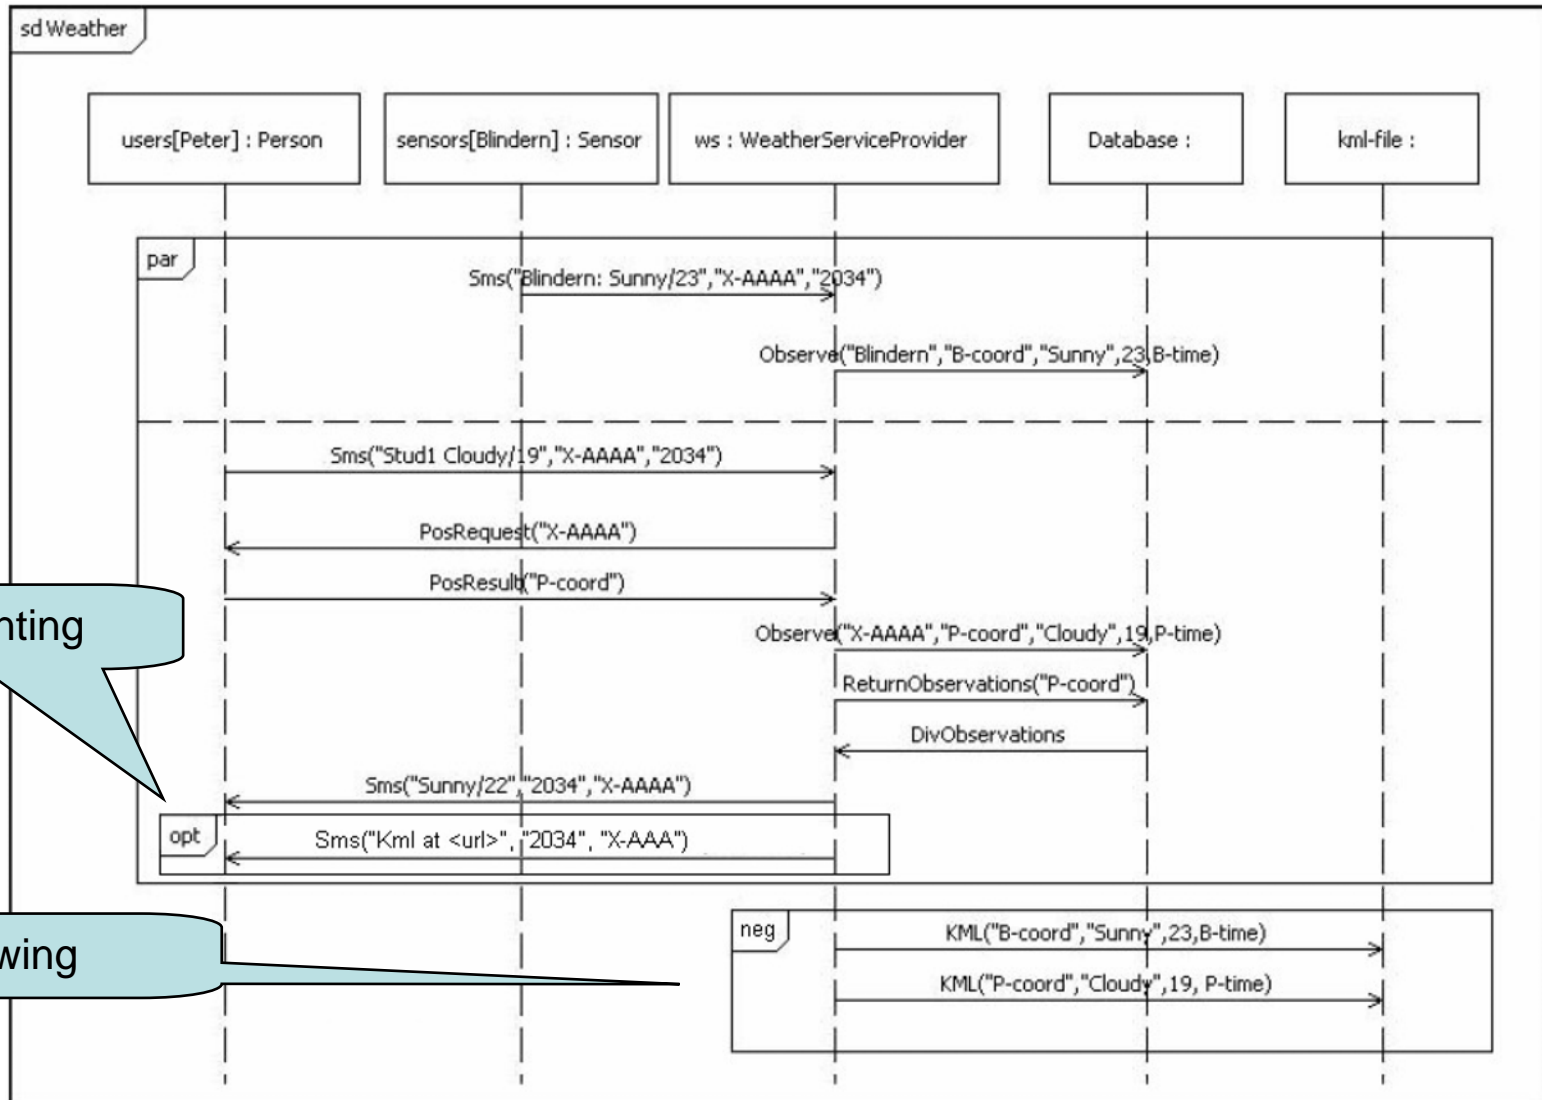 sd Weather
users[Peter] : Person
sensors[Blindern] : Sensor
ws : WeatherServiceProvider
Database :
kml-file :
par
Sms("Blindern: Sunny/23","X-AAAA","2034")
Observe("Blindern","B-coord","Sunny",23,B-time)
Sms("Stud1 Cloudy/19","X-AAAA","2034")
PosRequest("X-AAAA")
PosResult("P-coord")
nting
Observe("X-AAAA","P-coord","Cloudy",19,P-time)
ReturnObservations("P-coord")
DivObservations
Sms("Sunny/22","2034","X-AAAA")
opt
Sms("Kml at <url>", "2034", "X-AAA")
neg
KML("B-coord","Sunny",23,B-time)
wing
KML("P-coord","Cloudy",19, P-time)